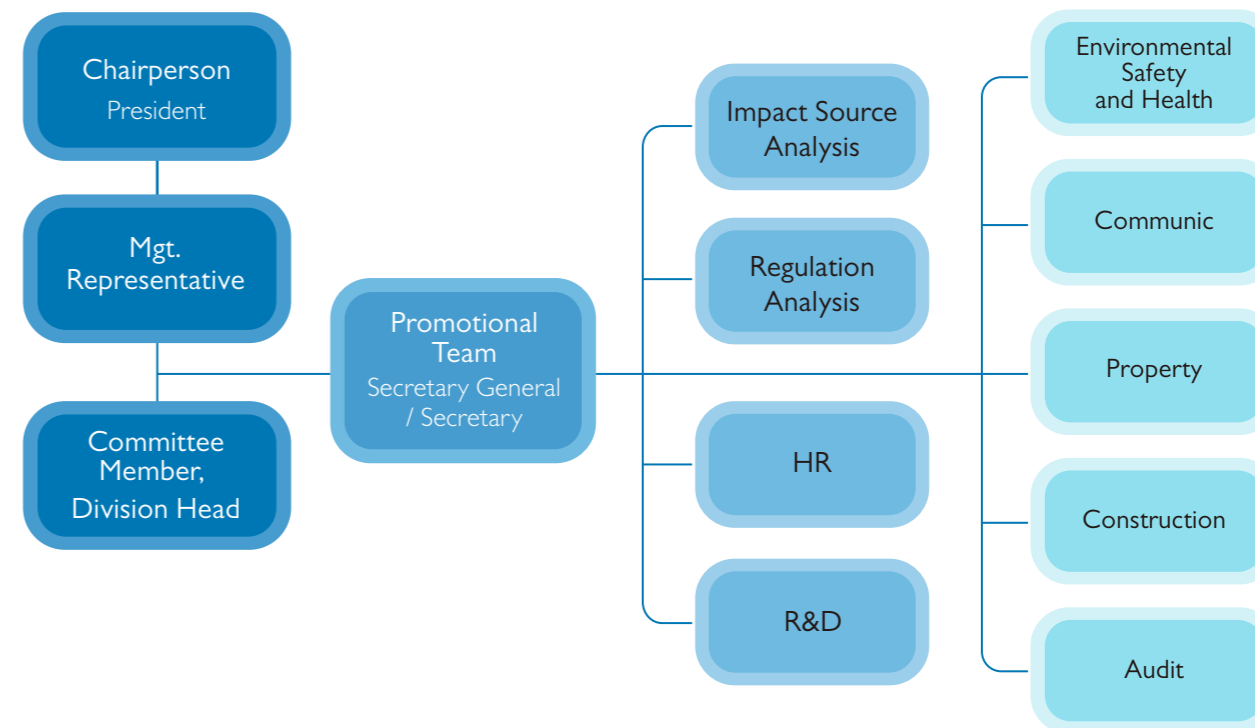 Chairperson
President
Mgt.
Representative
Committee
Member,
Division Head
Promotional
Team
Secretary General
/ Secretary
Impact Source
Analysis
Regulation
Analysis
HR
R&D
Environmental
Safety
and Health
Communic
Property
Construction
Audit